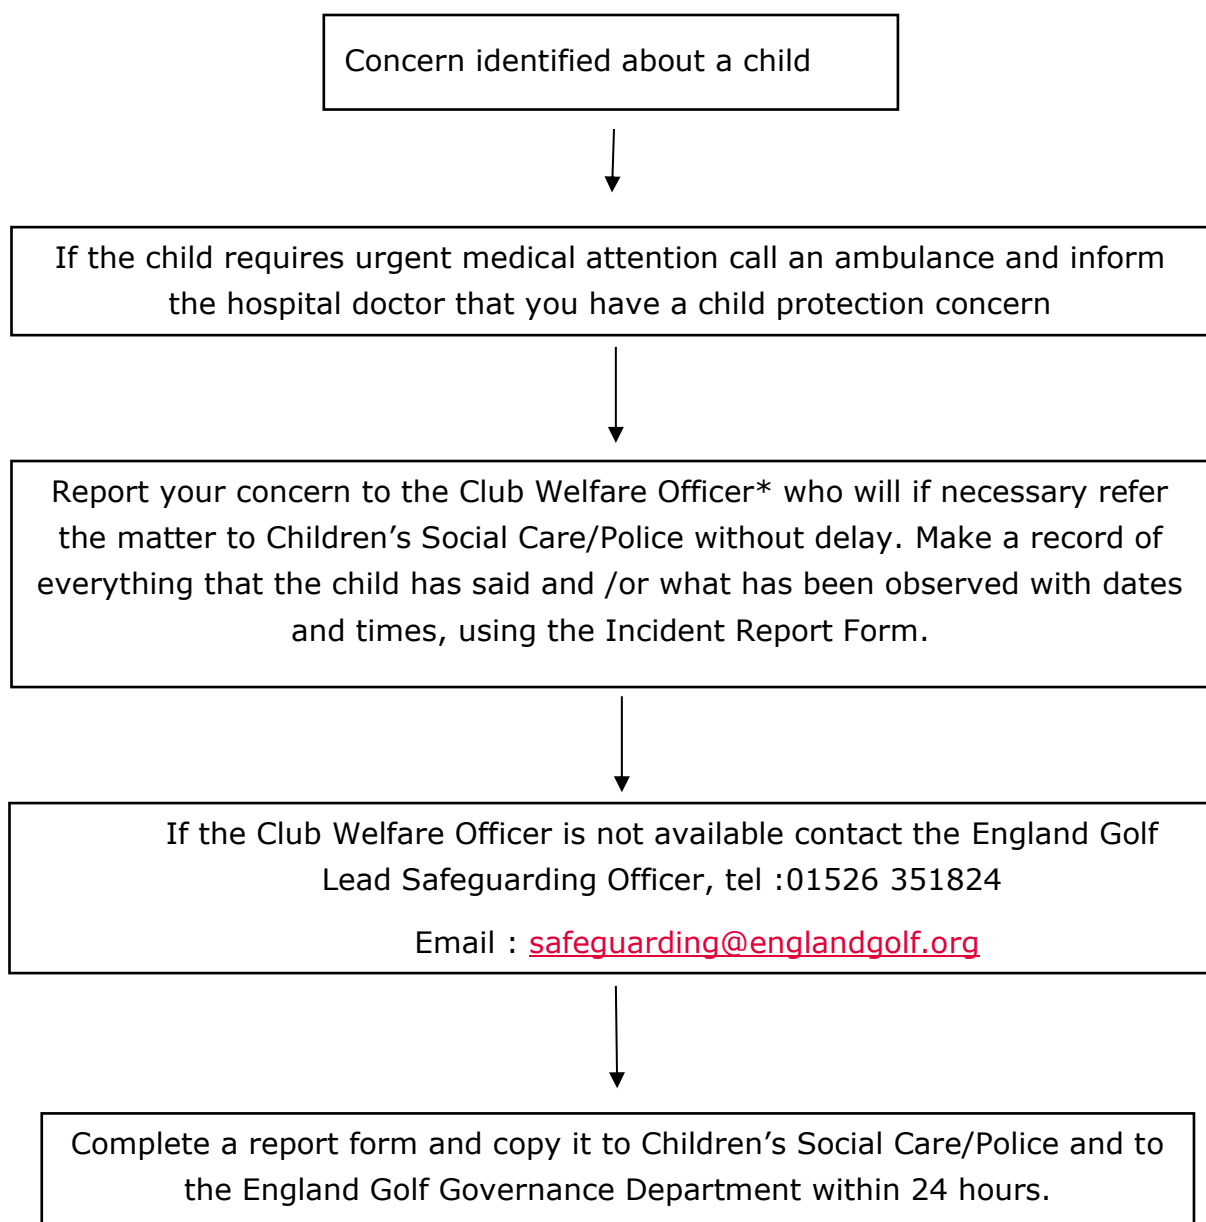 Concern identified about a child
If the child requires urgent medical attention call an ambulance and inform
the hospital doctor that you have a child protection concern
Report your concern to the Club Welfare Officer* who will if necessary refer
the matter to Children’s Social Care/Police without delay. Make a record of
everything that the child has said and /or what has been observed with dates
and times, using the Incident Report Form.
If the Club Welfare Officer is not available contact the England Golf
Lead Safeguarding Officer, tel :01526 351824
Email : safeguarding@englandgolf.org
Complete a report form and copy it to Children’s Social Care/Police and to
the England Golf Governance Department within 24 hours.